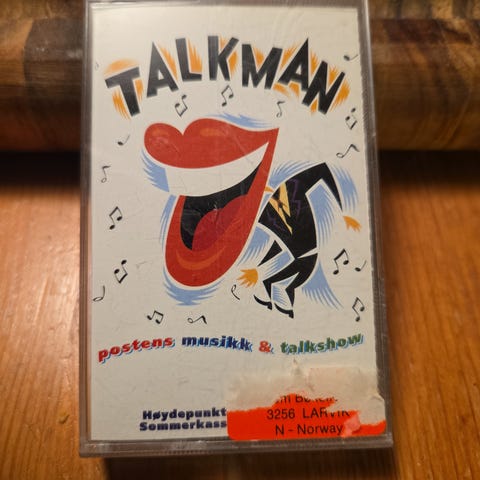 TALKMAN
postens musikk & talkshow
Høydepunkt
Sommerkass
3256 LARVIK
N - Norway